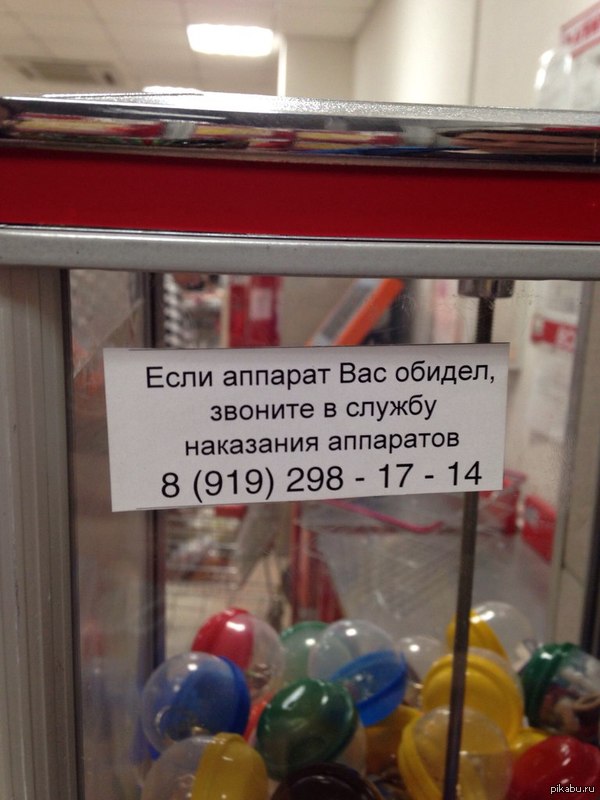 Если аппарат Вас обидел,
звоните в службу
наказания аппаратов
8 (919) 298 - 17 - 14
pikabu.ru